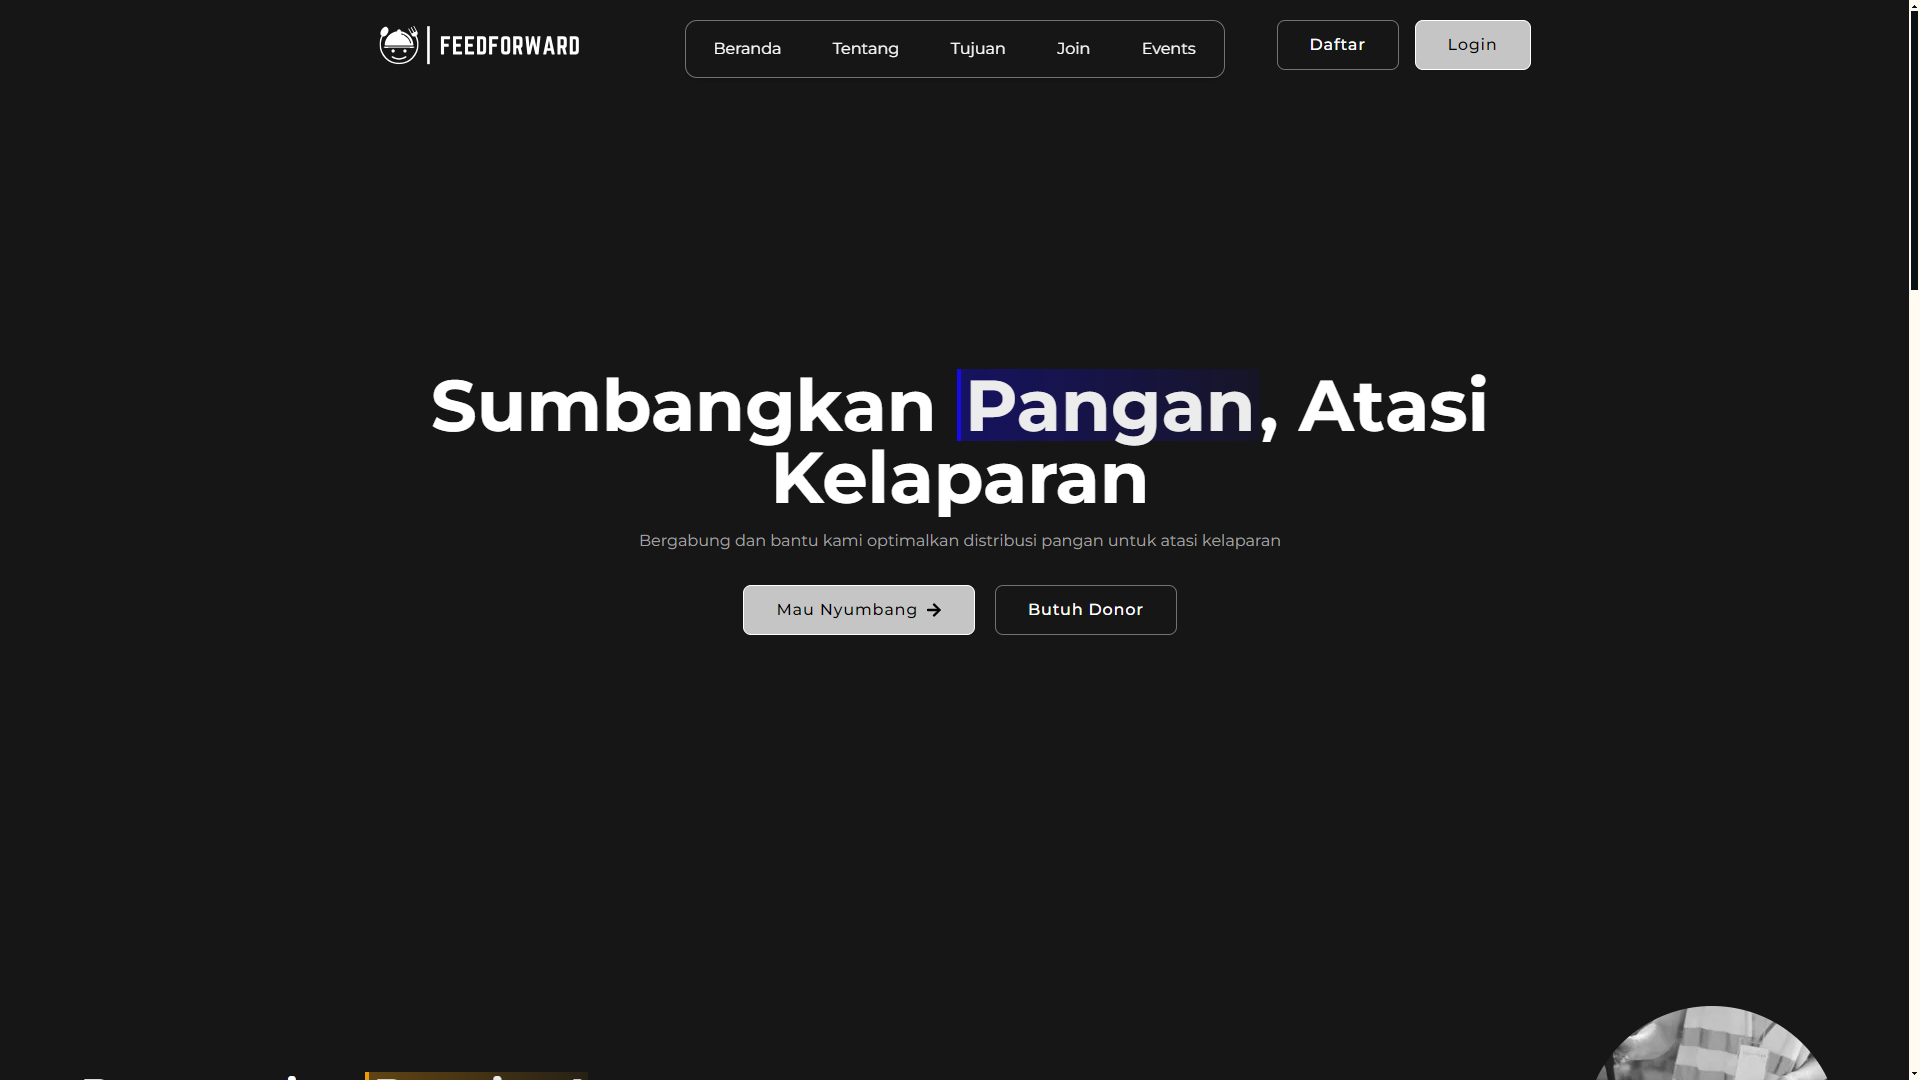 FEEDFORWARD
Beranda Tentang Tujuan Join Events
Daftar Login
Sumbangkan Pangan, Atasi
Kelaparan
Bergabung dan bantu kami optimalkan distribusi pangan untuk atasi kelaparan
Mau Nyumbang Butuh Donor